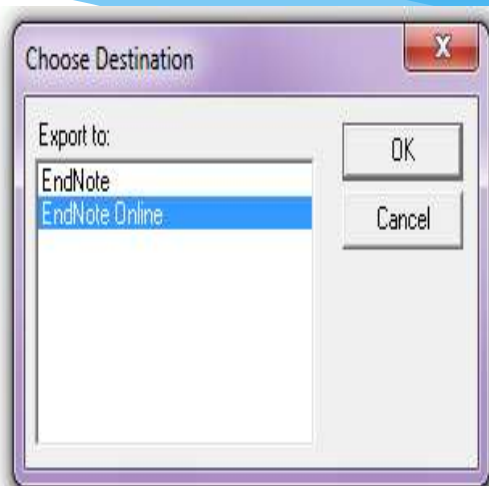 Choose Destination
X
Export to:
EndNote
EndNote Online
OK
Cancel